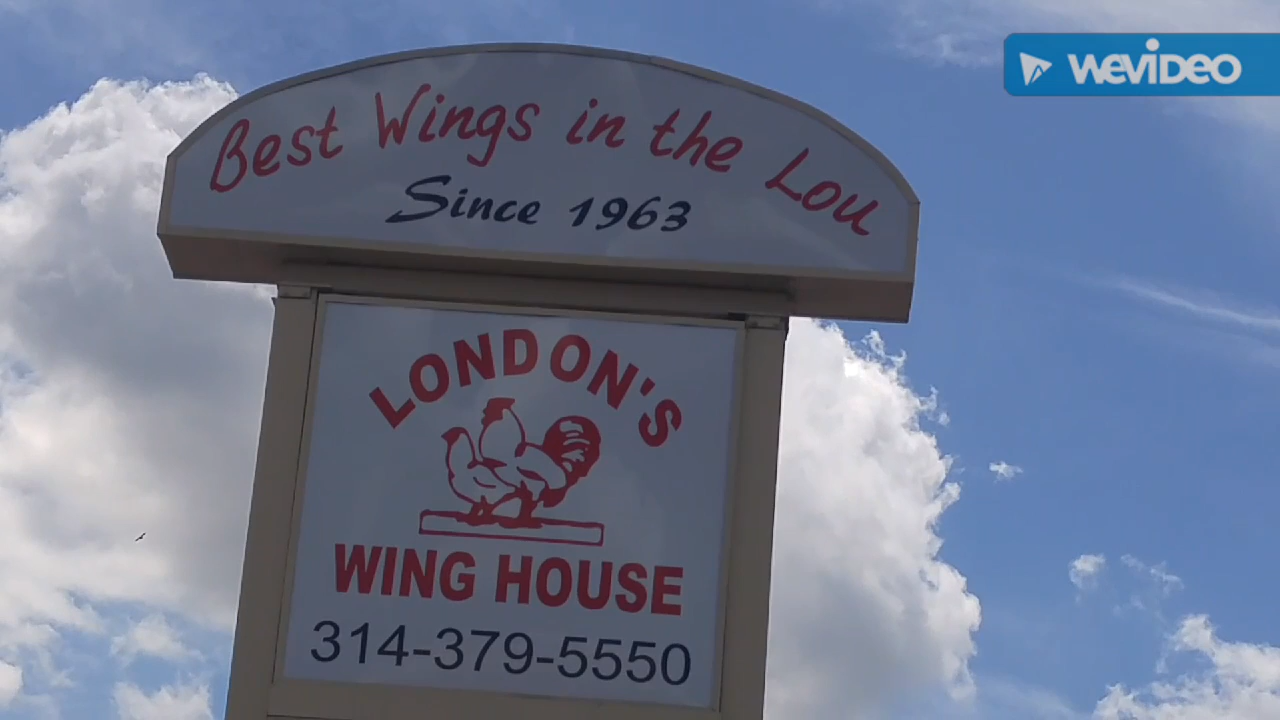 WEVIDEO
Best Wings in the Lou
Since 1963
LONDON'S
WING HOUSE
314-379-5550